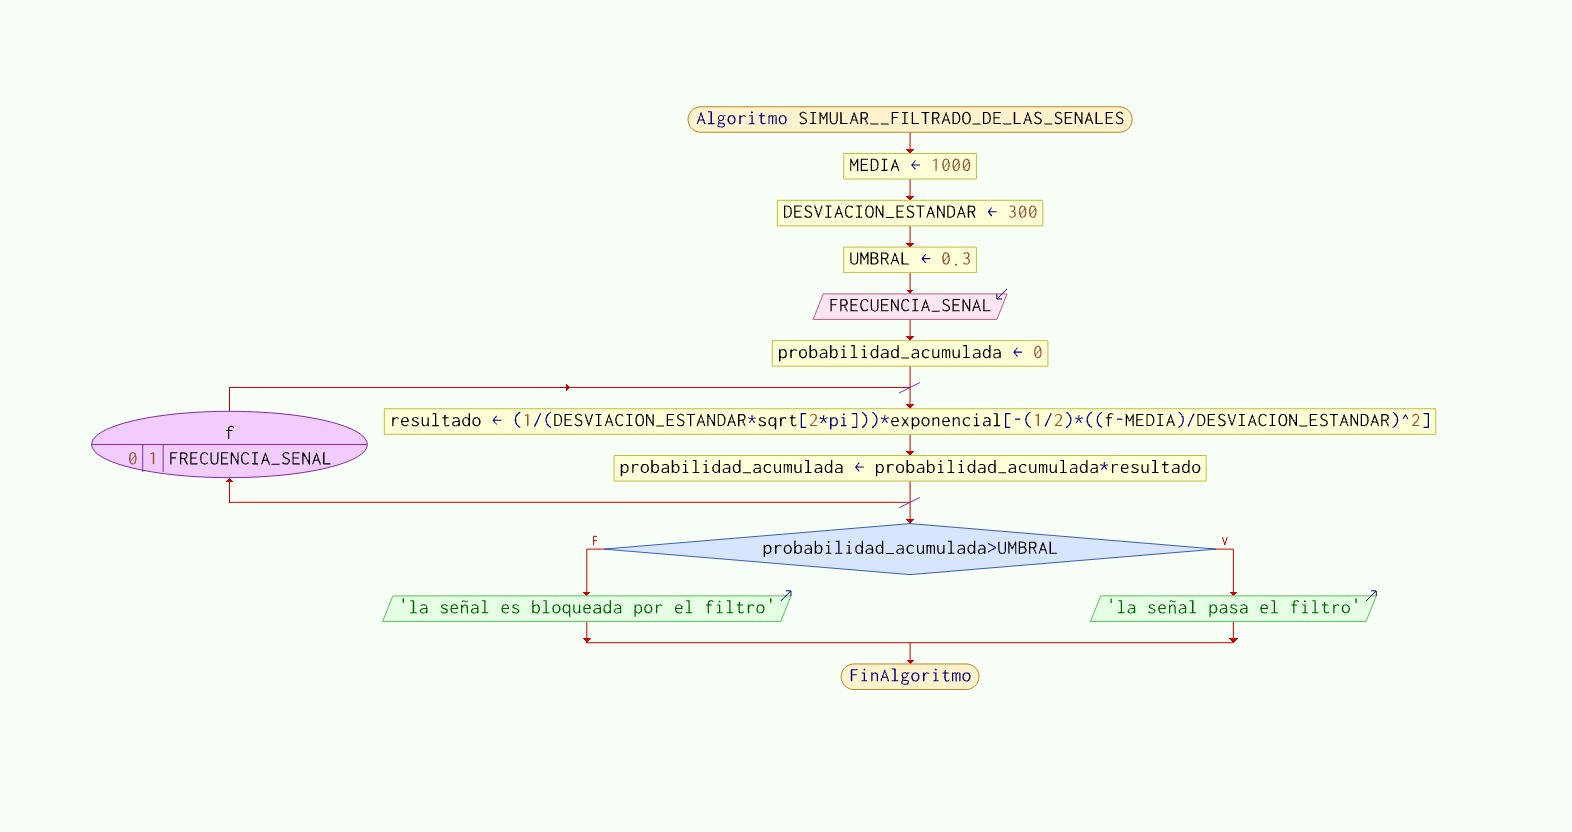 Algoritmo SIMULAR__FILTRADO_DE_LAS_SENALES
MEDIA ← 1000
DESVIACION_ESTANDAR ← 300
UMBRAL ← 0.3
FRECUENCIA_SENAL
probabilidad_acumulada ← 0
f
0 1 FRECUENCIA_SENAL
resultado ← (1/(DESVIACION_ESTANDAR*sqrt[2*pi]))*exponencial[-(1/2)*((f-MEDIA)/DESVIACION_ESTANDAR)^2]
probabilidad_acumulada ← probabilidad_acumulada*resultado
probabilidad_acumulada>UMBRAL
F
V
'la señal es bloqueada por el filtro'
'la señal pasa el filtro'
FinAlgoritmo